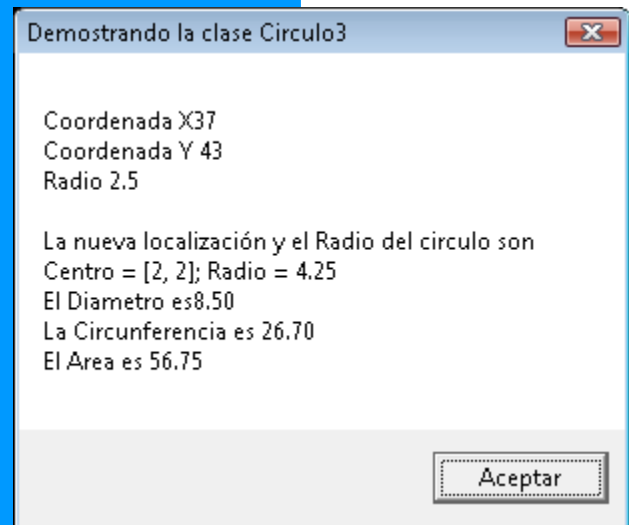 Demostrando la clase Circulo3
Coordenada X37
Coordenada Y 43
Radio 2.5
La nueva localización y el Radio del circulo son
Centro = [2, 2]; Radio = 4.25
El Diametro es8.50
La Circunferencia es 26.70
El Area es 56.75
Aceptar